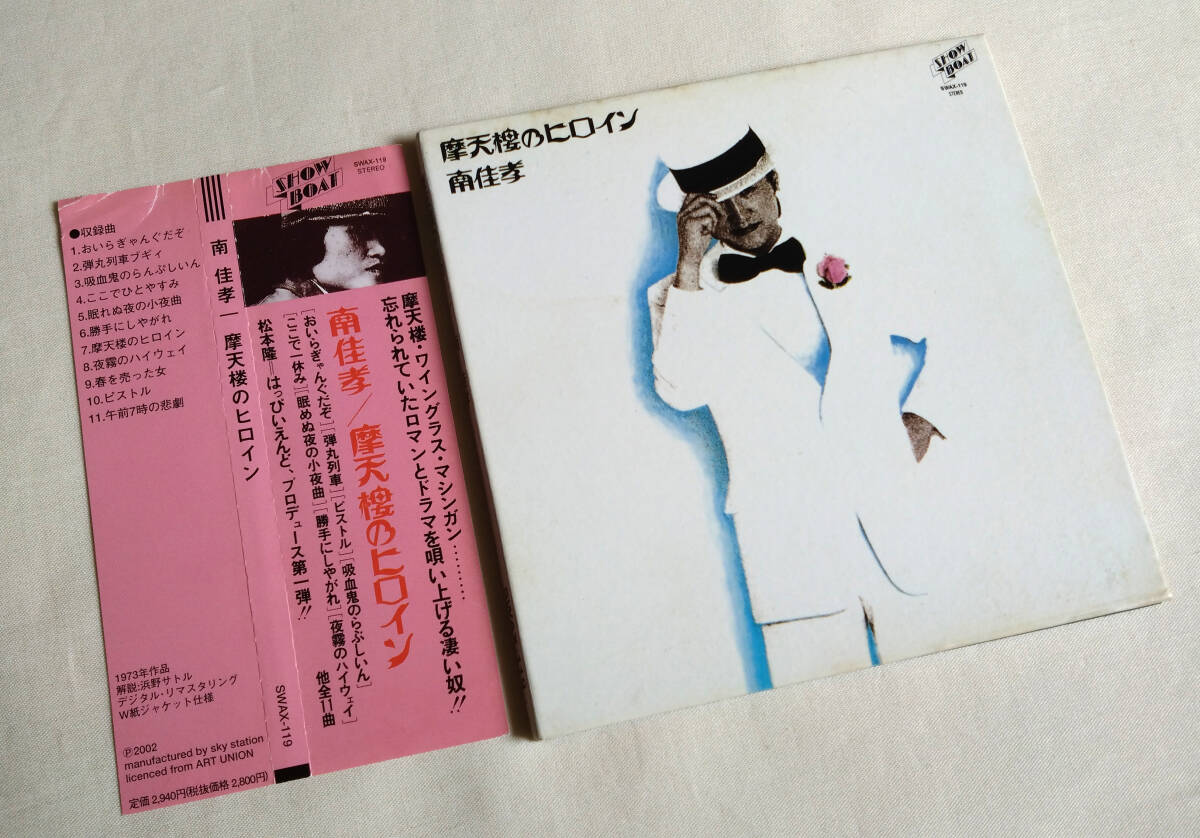 ●収録曲
1.おいらぎゃんぐだぞ
2.弾丸列車ブギィ
3.吸血鬼のらんぷしいん
4.ここでひとやすみ
5.眠れぬ夜の小夜曲
6.勝手にしやがれ
7.摩天楼のヒロイン
8.夜霧のハイウェイ
9.春を売った女
10.ピストル
11.午前7時の悲劇
1973年作品
解説:浜野サトル
デジタル・リマスタリング
W紙ジャケット仕様
℗2002
manufactured by sky station
licenced from ART UNION
定価 2,940円(税抜価格 2,800円)
南 佳孝 ー 摩天楼のヒロイン
SWAX-119
SHOW BOAT
SWAX-119
STEREO
摩天楼・ワイングラス・マシンガン………
忘れられていたロマンとドラマを唄い上げる凄い奴!!
南佳孝/摩天楼のヒロイン
[おいらぎゃんぐだぞ][弾丸列車][ピストル][吸血鬼のらぷしいん]
[ここで一休み][眠めぬ夜の小夜曲][勝手にしやがれ][夜霧のハイウェイ]
他全11曲
松本隆=はっぴいえんど、プロデュース第一弾!!
摩天楼のヒロイン
南佳孝
SHOW BOAT
SWAX-119
STEREO